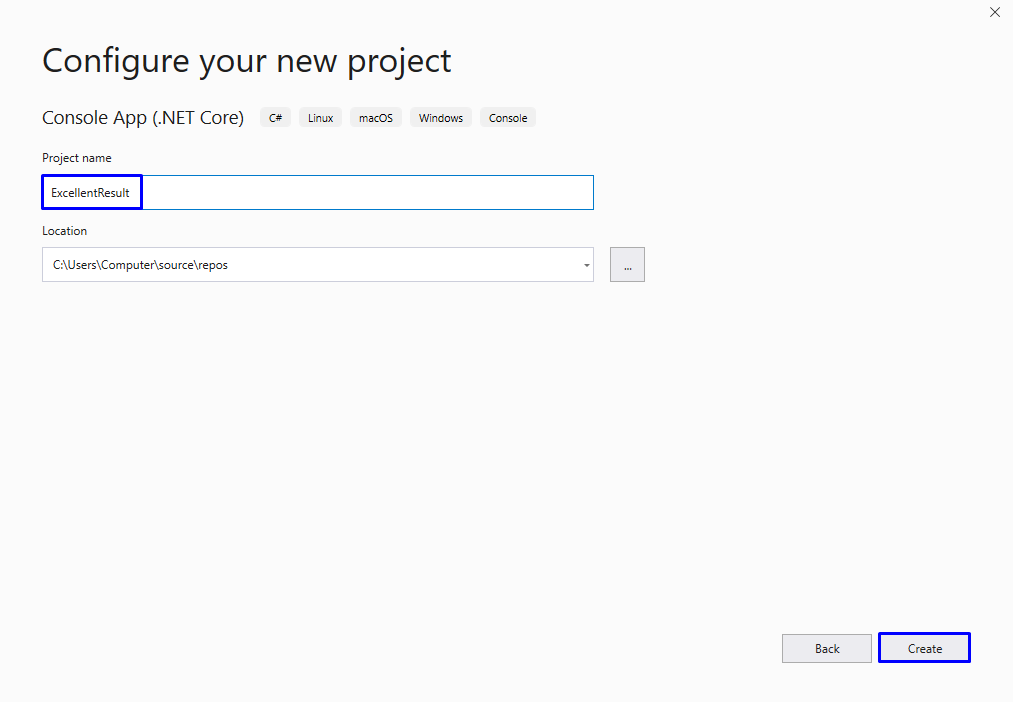 Configure your new project
Console App (.NET Core) C# Linux macOS Windows Console
Project name
ExcellentResult
Location
C:\Users\Computer\source\repos
...
Back Create